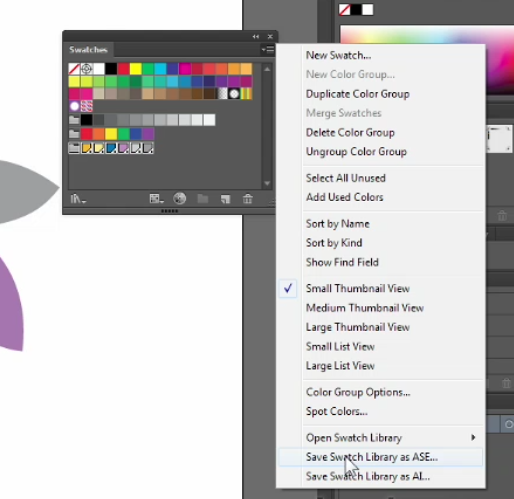 Swatches
New Swatch...
New Color Group...
Duplicate Color Group
Merge Swatches
Delete Color Group
Ungroup Color Group
Select All Unused
Add Used Colors
Sort by Name
Sort by Kind
Show Find Field
Small Thumbnail View
Medium Thumbnail View
Large Thumbnail View
Small List View
Large List View
Color Group Options...
Spot Colors...
Open Swatch Library
Save Swatch Library as ASE...
Save Swatch Library as AI...